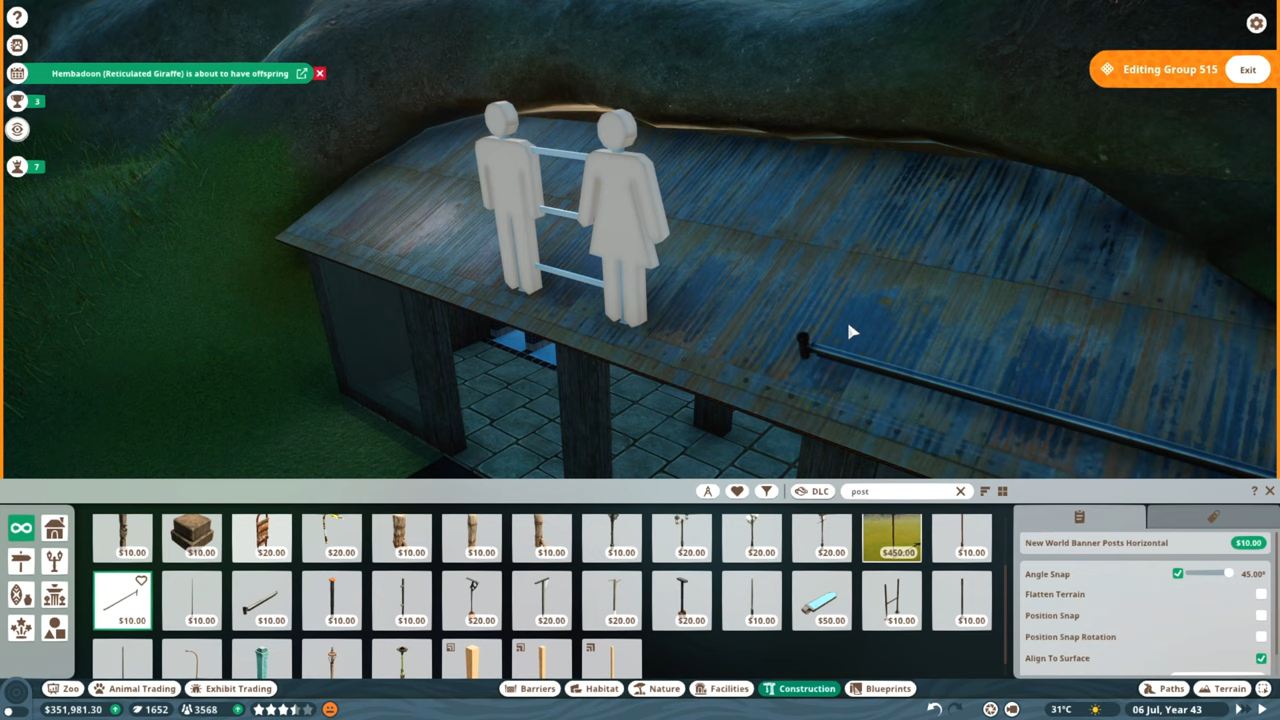 ?
Hembadoon (Reticulated Giraffe) is about to have offspring
3
7
Editing Group 515
Exit
DLC
post
?
$10.00 $10.00 $20.00 $20.00 $10.00 $10.00 $10.00 $10.00 $20.00 $20.00 $20.00 $450.00 $10.00
$10.00 $10.00 $10.00 $10.00 $10.00 $20.00 $20.00 $20.00 $20.00 $10.00 $50.00 $10.00 $10.00
New World Banner Posts Horizontal $10.00
Angle Snap 45.00°
Flatten Terrain
Position Snap
Position Snap Rotation
Align To Surface
Zoo Animal Trading Exhibit Trading Barriers Habitat Nature Facilities Construction Blueprints Paths Terrain
$351,981.30 1652 3568 31°C 06 Jul, Year 43